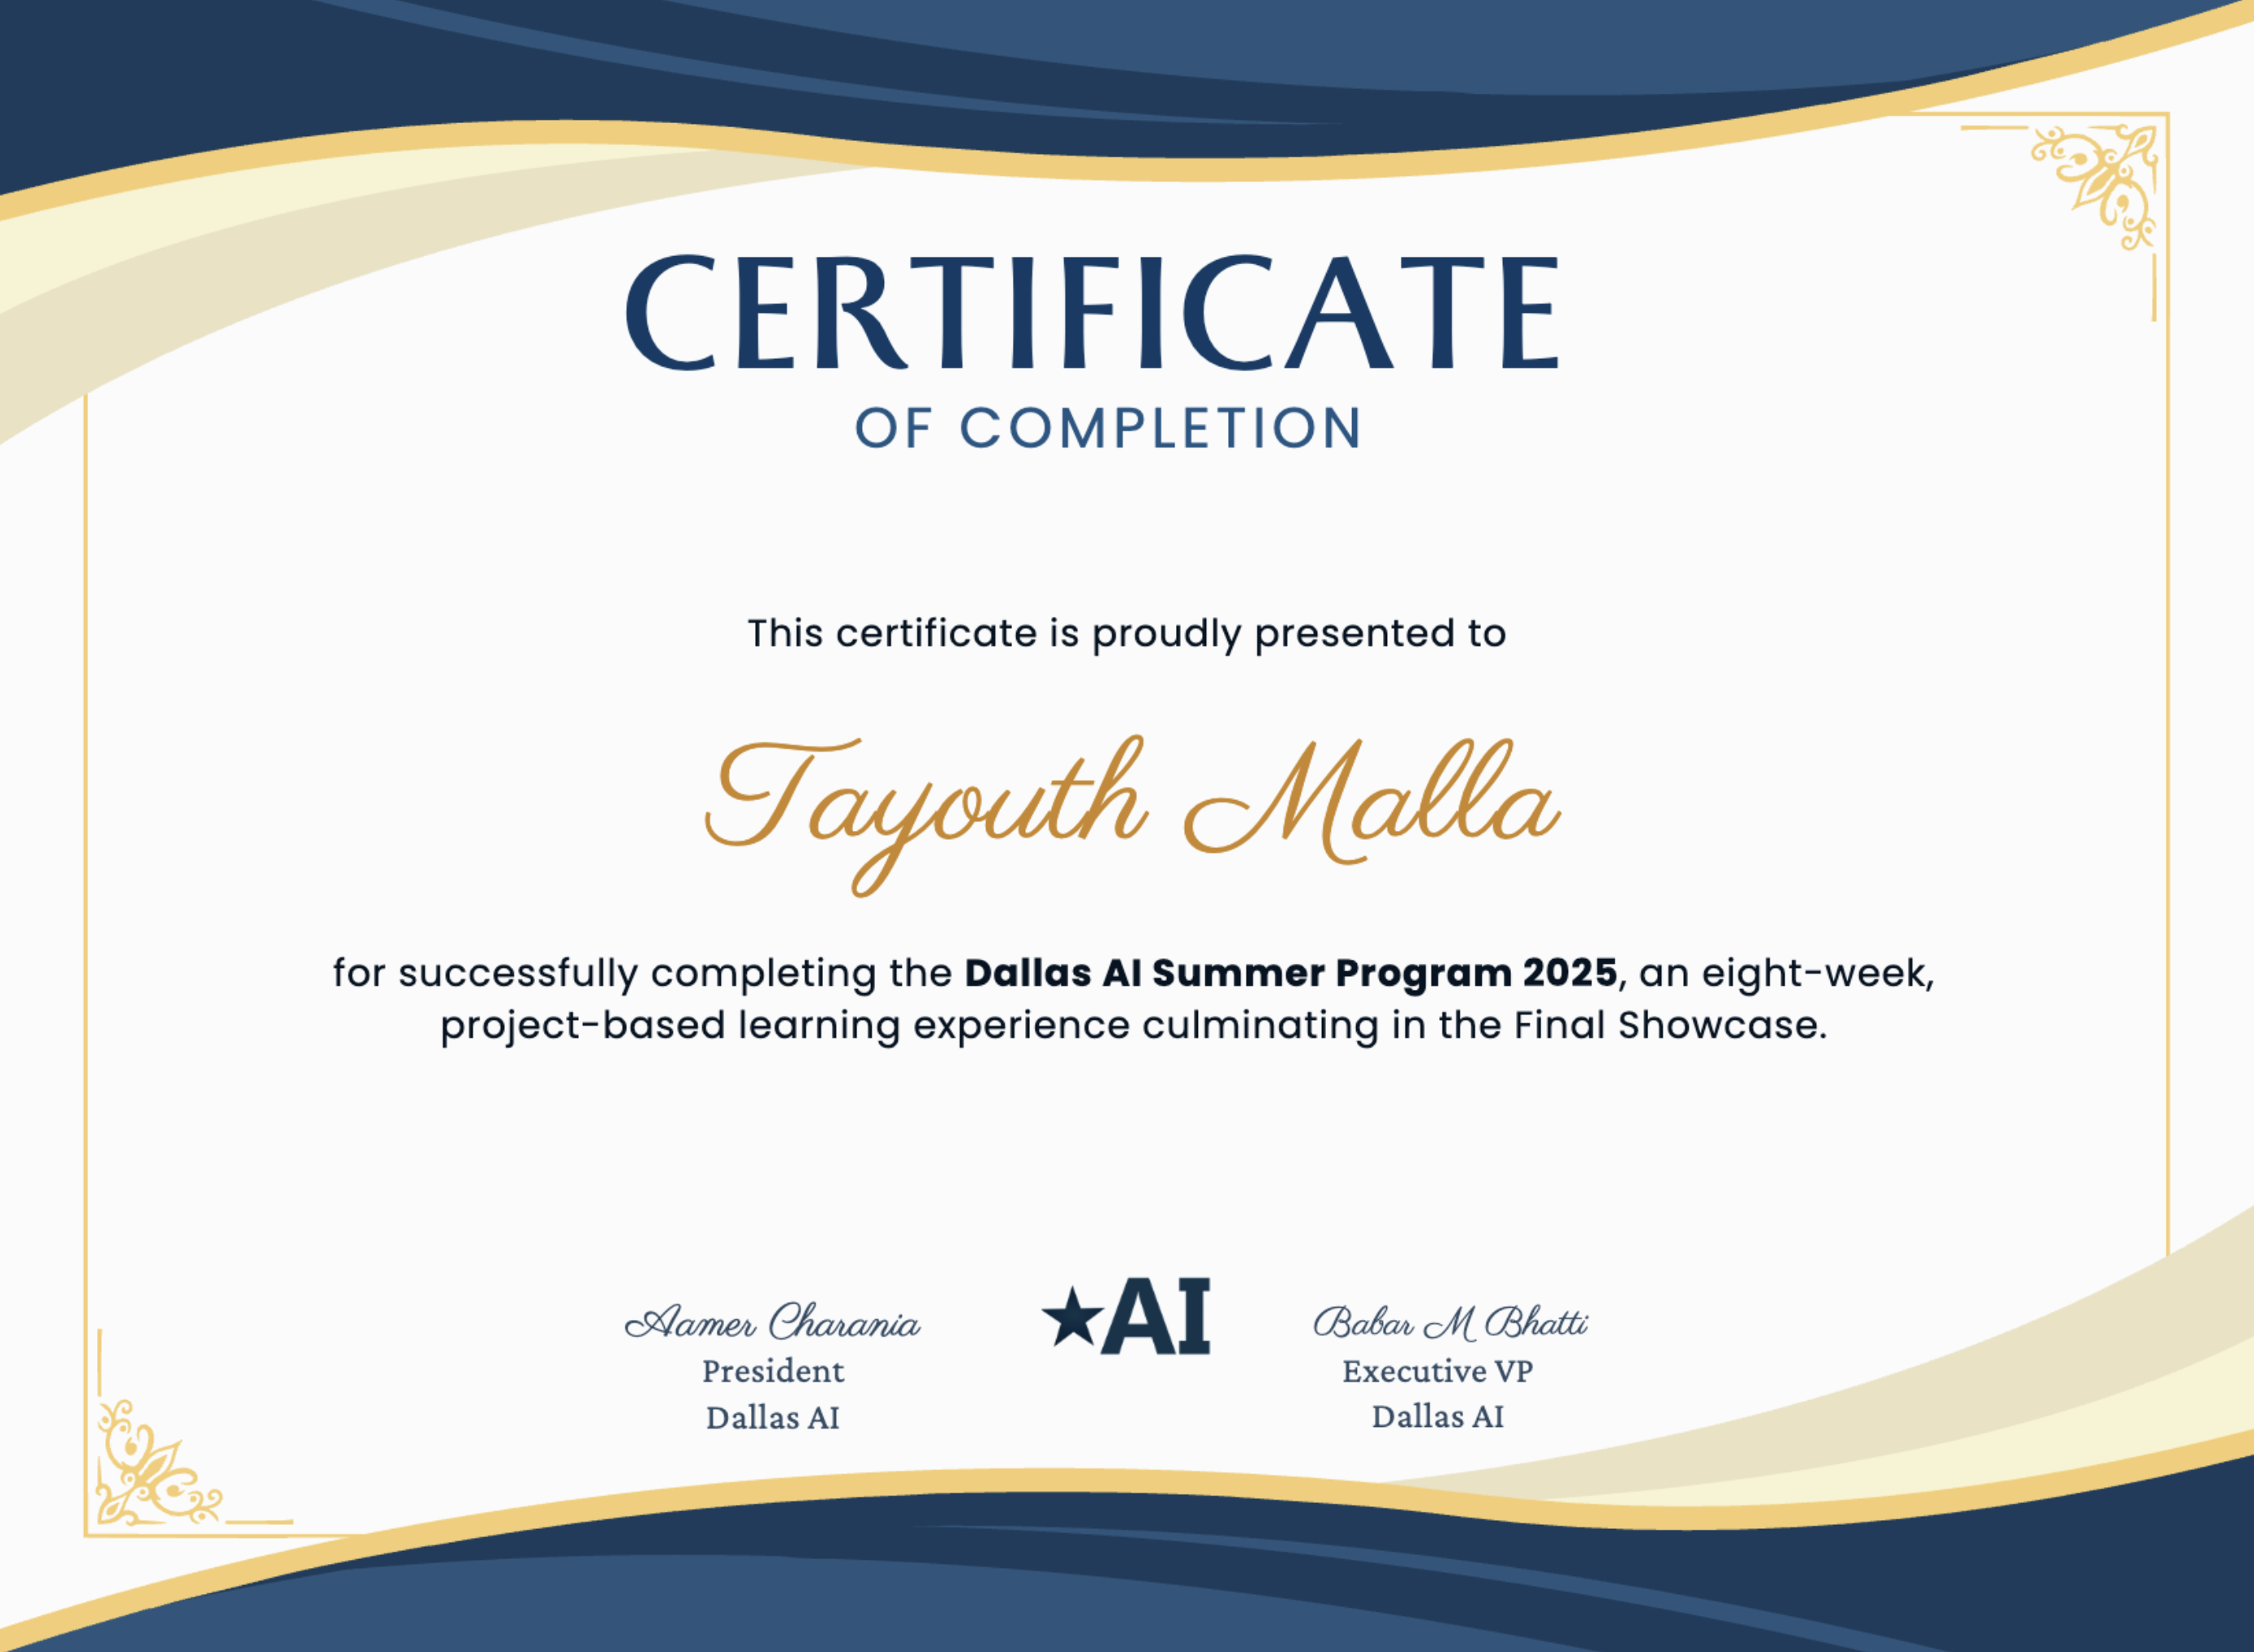 CERTIFICATE
OF COMPLETION
This certificate is proudly presented to
Tayouth Malla
for successfully completing the Dallas AI Summer Program 2025, an eight-week,
project-based learning experience culminating in the Final Showcase.
Aamer Charania
President
Dallas AI
★AI
Babar M Bhatti
Executive VP
Dallas AI